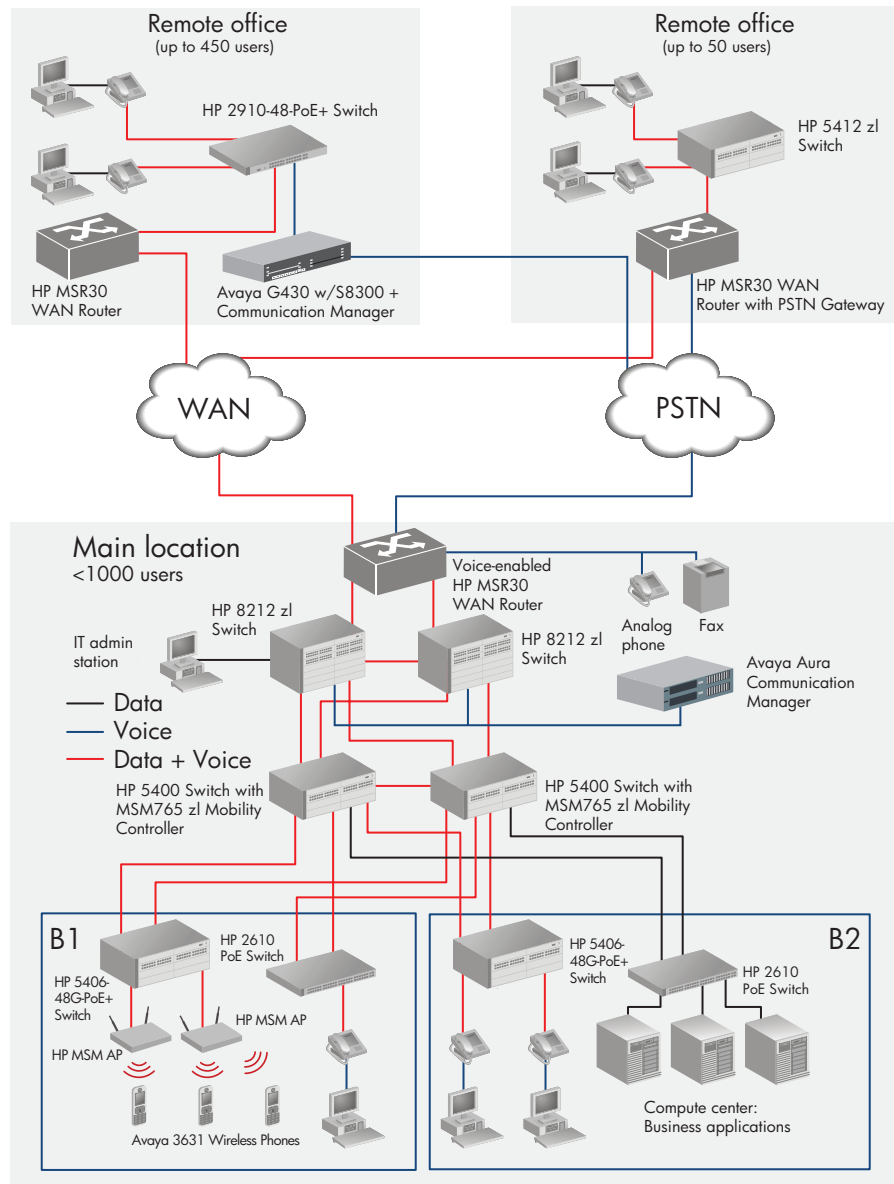 Remote office
(up to 450 users)
HP 2910-48-PoE+ Switch
HP MSR30
WAN Router
Avaya G430 w/S8300 +
Communication Manager
Remote office
(up to 50 users)
HP 5412 zl
Switch
HP MSR30 WAN
Router with PSTN Gateway
WAN
PSTN
Main location
<1000 users
Voice-enabled
HP MSR30
WAN Router
Analog
phone
Fax
HP 8212 zl
Switch
HP 8212 zl
Switch
IT admin
station
Avaya Aura
Communication
Manager
Data
Voice
Data + Voice
HP 5400 Switch with
MSM765 zl Mobility
Controller
HP 5400 Switch with
MSM765 zl Mobility
Controller
B1
HP 2610
PoE Switch
HP 5406-
48G-PoE+
Switch
HP MSM AP
HP MSM AP
Avaya 3631 Wireless Phones
B2
HP 5406-
48G-PoE+
Switch
HP 2610
PoE Switch
Compute center:
Business applications